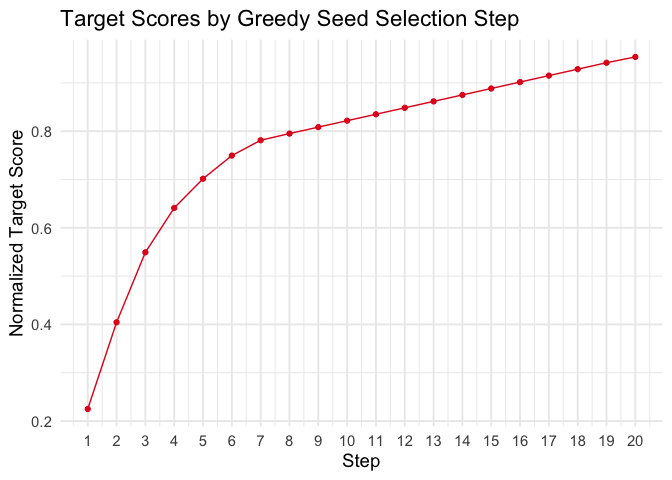 Target Scores by Greedy Seed Selection Step
Normalized Target Score
0.8
0.6
0.4
0.2
1 2 3 4 5 6 7 8 9 10 11 12 13 14 15 16 17 18 19 20
Step